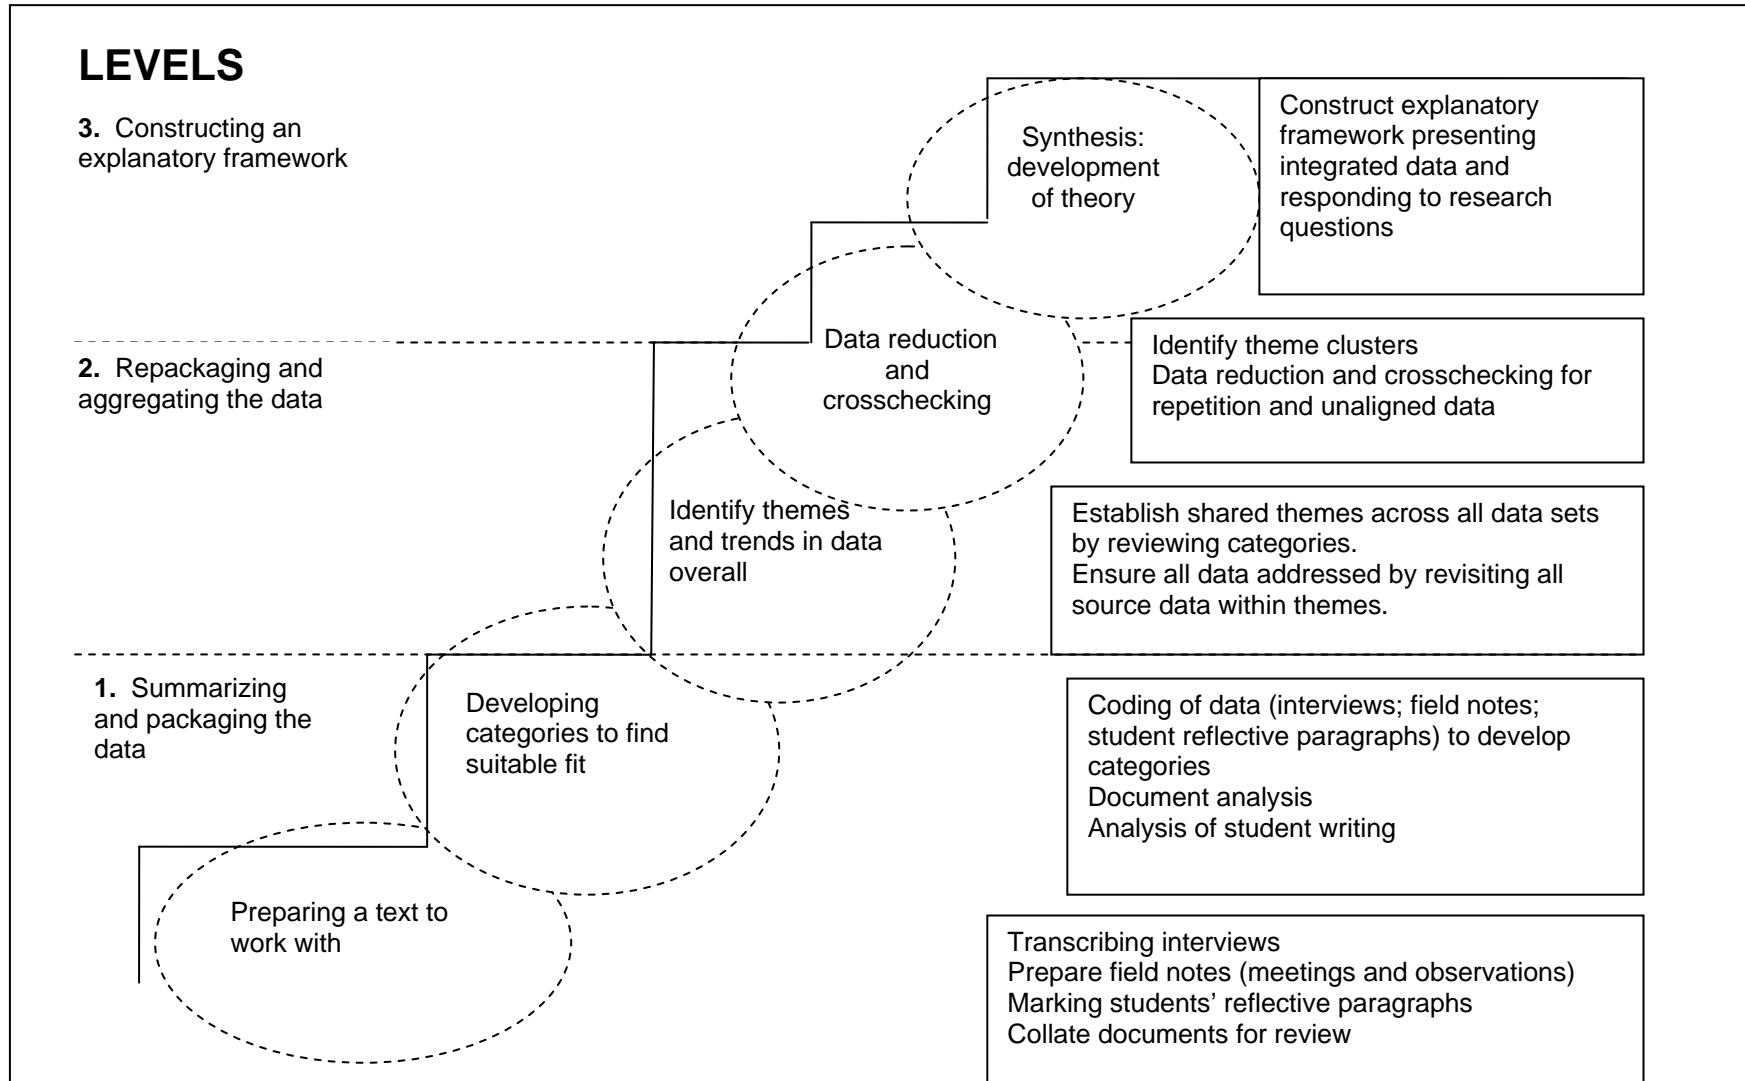 LEVELS
3. Constructing an
explanatory framework
Synthesis:
development
of theory
Construct explanatory
framework presenting
integrated data and
responding to research
questions
2. Repackaging and
aggregating the data
Data reduction
and
crosschecking
Identify theme clusters
Data reduction and crosschecking for
repetition and unaligned data
Identify themes
and trends in data
overall
Establish shared themes across all data sets
by reviewing categories.
Ensure all data addressed by revisiting all
source data within themes.
1. Summarizing
and packaging the
data
Developing
categories to find
suitable fit
Coding of data (interviews; field notes;
student reflective paragraphs) to develop
categories
Document analysis
Analysis of student writing
Preparing a text to
work with
Transcribing interviews
Prepare field notes (meetings and observations)
Marking students’ reflective paragraphs
Collate documents for review